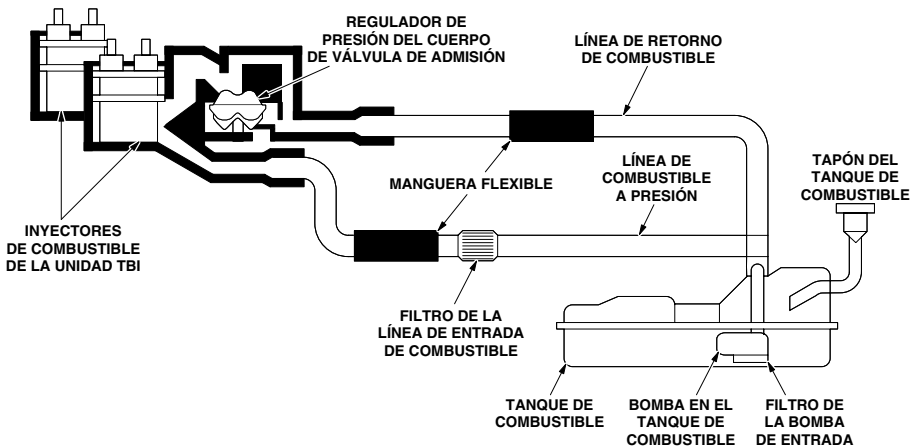 REGULADOR DE
PRESIÓN DEL CUERPO
DE VÁLVULA DE ADMISIÓN
LÍNEA DE RETORNO
DE COMBUSTIBLE
MANGUERA FLEXIBLE
LÍNEA DE
COMBUSTIBLE
A PRESIÓN
TAPÓN DEL
TANQUE DE
COMBUSTIBLE
INYECTORES
DE COMBUSTIBLE
DE LA UNIDAD TBI
FILTRO DE LA
LÍNEA DE ENTRADA
DE COMBUSTIBLE
TANQUE DE
COMBUSTIBLE
BOMBA EN EL
TANQUE DE
COMBUSTIBLE
FILTRO DE
LA BOMBA
DE ENTRADA